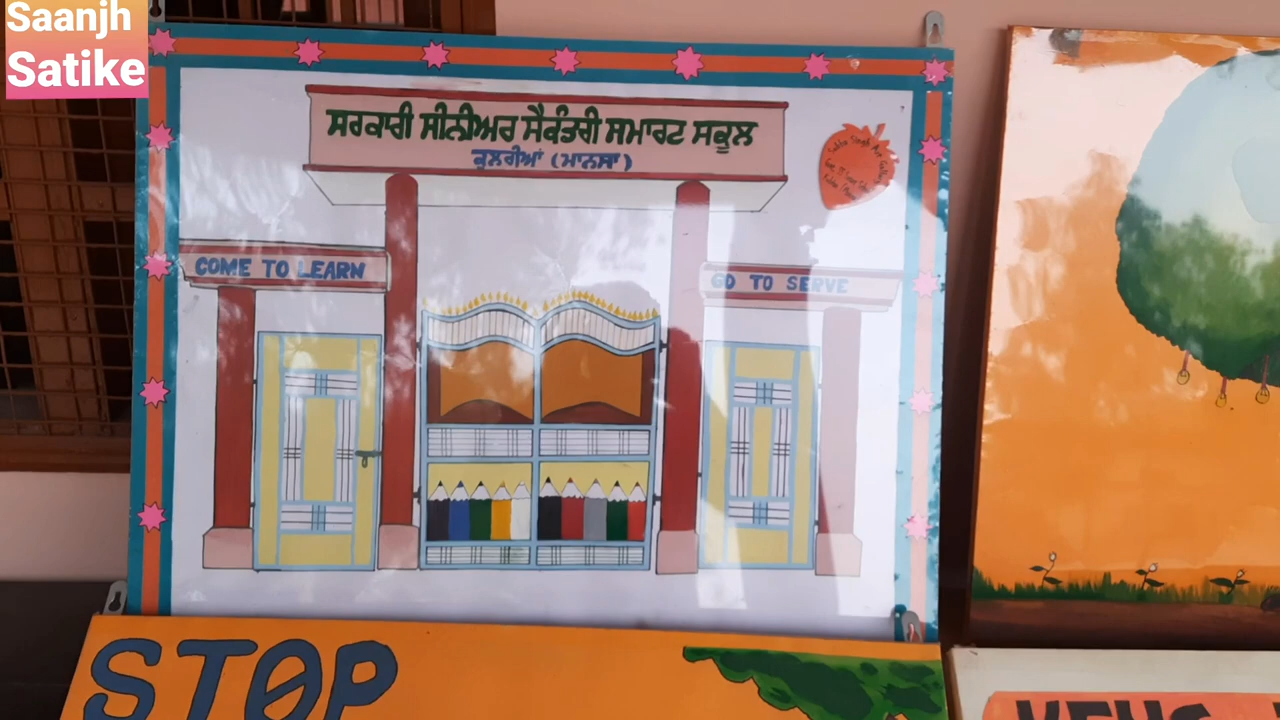 Saanjh
Satike
ਸਰਕਾਰੀ ਸੀਨੀਅਰ ਸੈਕੰਡਰੀ ਸਮਾਰਟ ਸਕੂਲ
ਕੁਲਰੀਆਂ (ਮਾਨਸਾ)
COME TO LEARN
GO TO SERVE
STOP